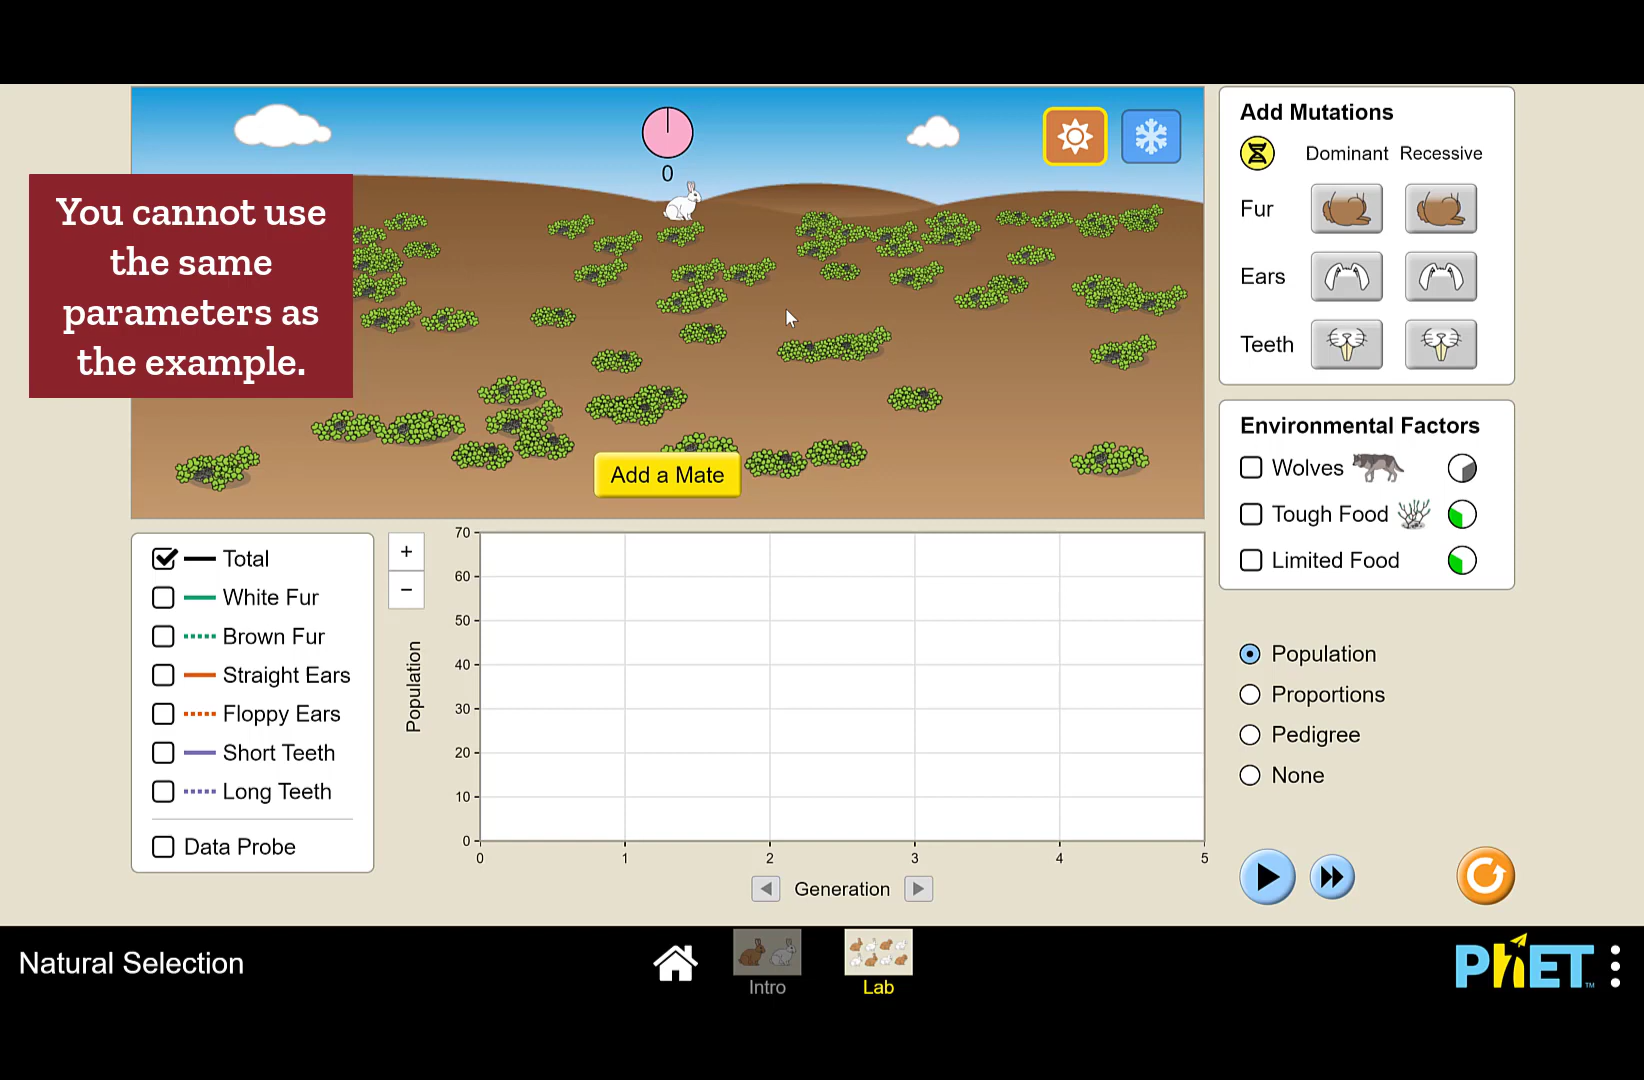 You cannot use
the same
parameters as
the example.
0
Add a Mate
Add Mutations
Dominant Recessive
Fur
Ears
Teeth
Environmental Factors
Wolves
Tough Food
Limited Food
Total
White Fur
Brown Fur
Straight Ears
Floppy Ears
Short Teeth
Long Teeth
Data Probe
+
−
Population
70
60
50
40
30
20
10
0
0 1 2 3 4 5
Generation
Population
Proportions
Pedigree
None
Natural Selection
Intro
Lab
PhET™